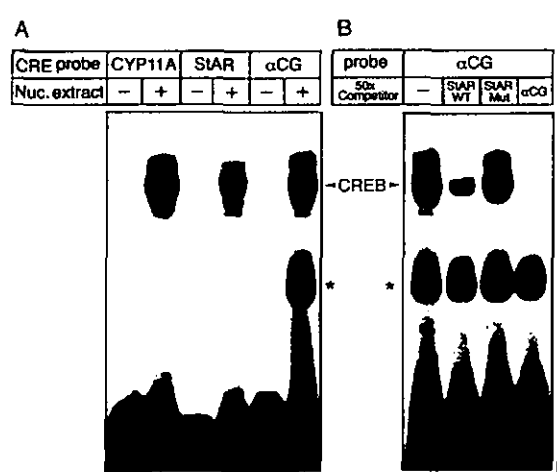 A
CRE probe CYP11A StAR αCG
Nuc. extract − + − + − +
B
probe αCG
50x Competitor − StAR WT StAR Mut αCG
◄CREB►
* *